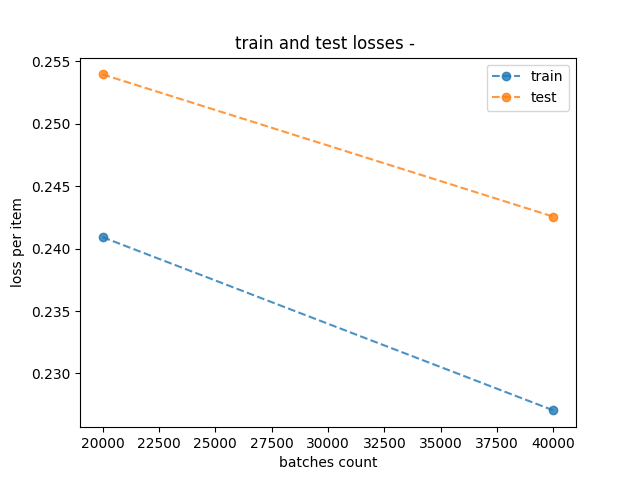 train and test losses -
train
test
loss per item
0.255
0.250
0.245
0.240
0.235
0.230
20000 22500 25000 27500 30000 32500 35000 37500 40000
batches count